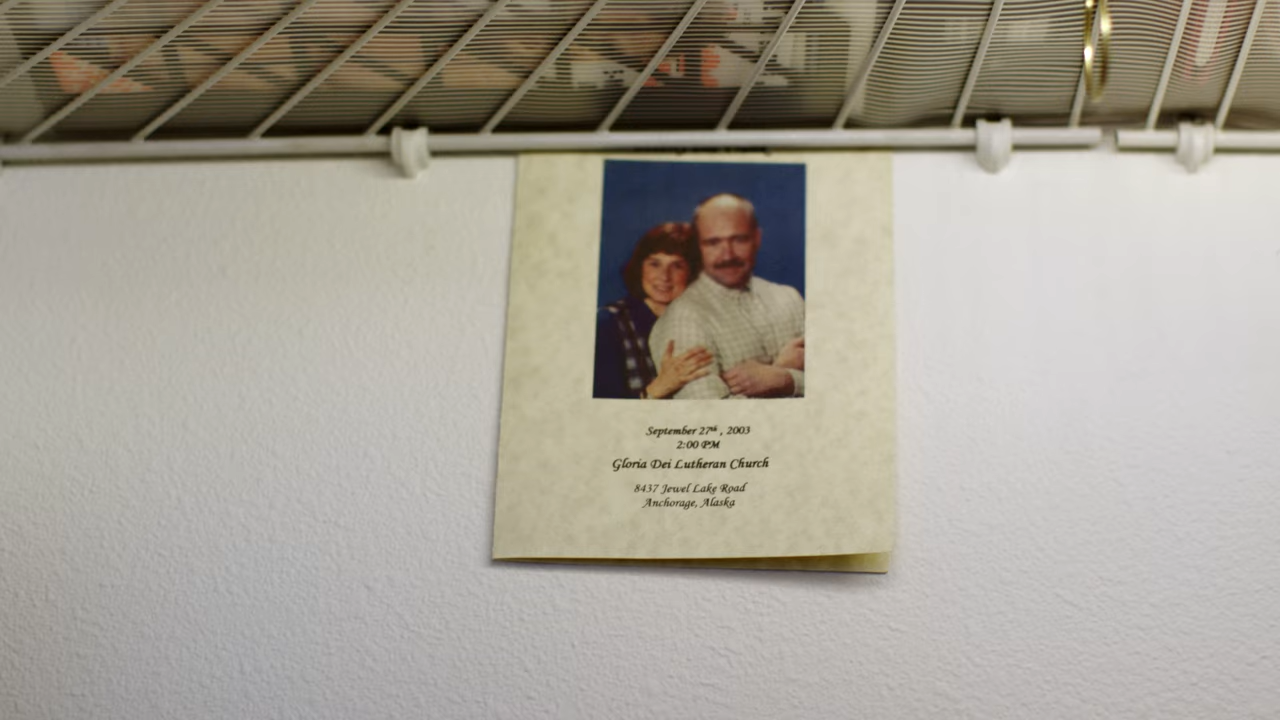 September 27th, 2003
2:00 PM
Gloria Dei Lutheran Church
8437 Jewel Lake Road
Anchorage, Alaska